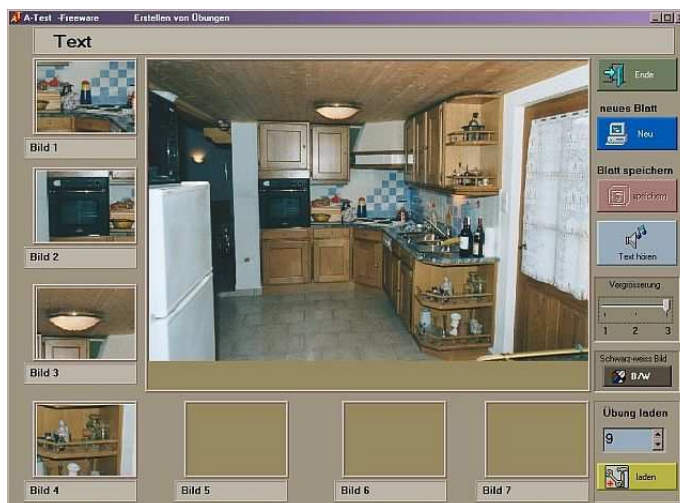 A-Test -Freeware Erstellen von Übungen
Text
Ende
neues Blatt
Neu
Blatt speichern
speichern
Text hören
Vergrösserung
1 2 3
Schwarz-weiss Bild
B/W
Übung laden
9
laden
Bild 1
Bild 2
Bild 3
Bild 4
Bild 5
Bild 6
Bild 7